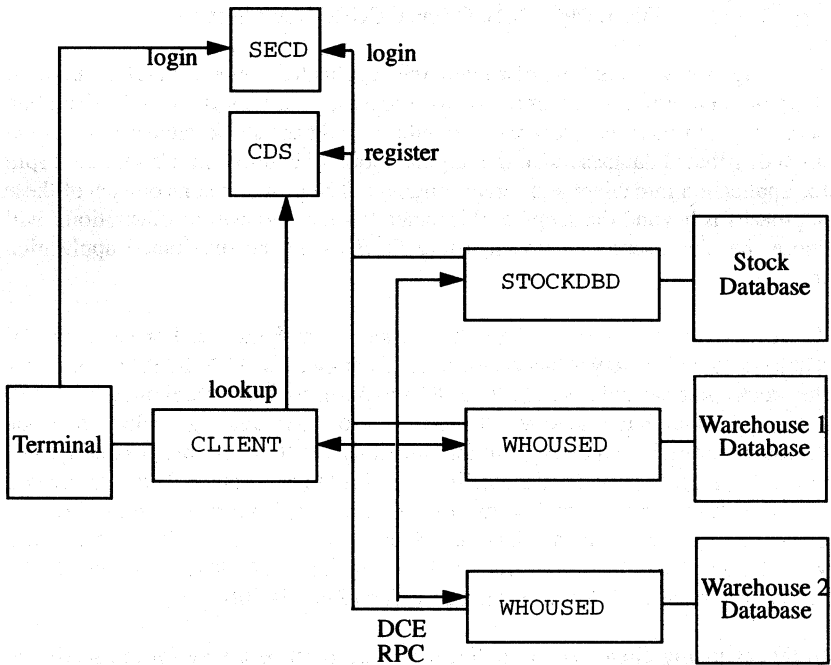 SECD
login
login
CDS
register
STOCKDBD
Stock
Database
lookup
Terminal
CLIENT
WHOUSED
Warehouse 1
Database
WHOUSED
Warehouse 2
Database
DCE
RPC